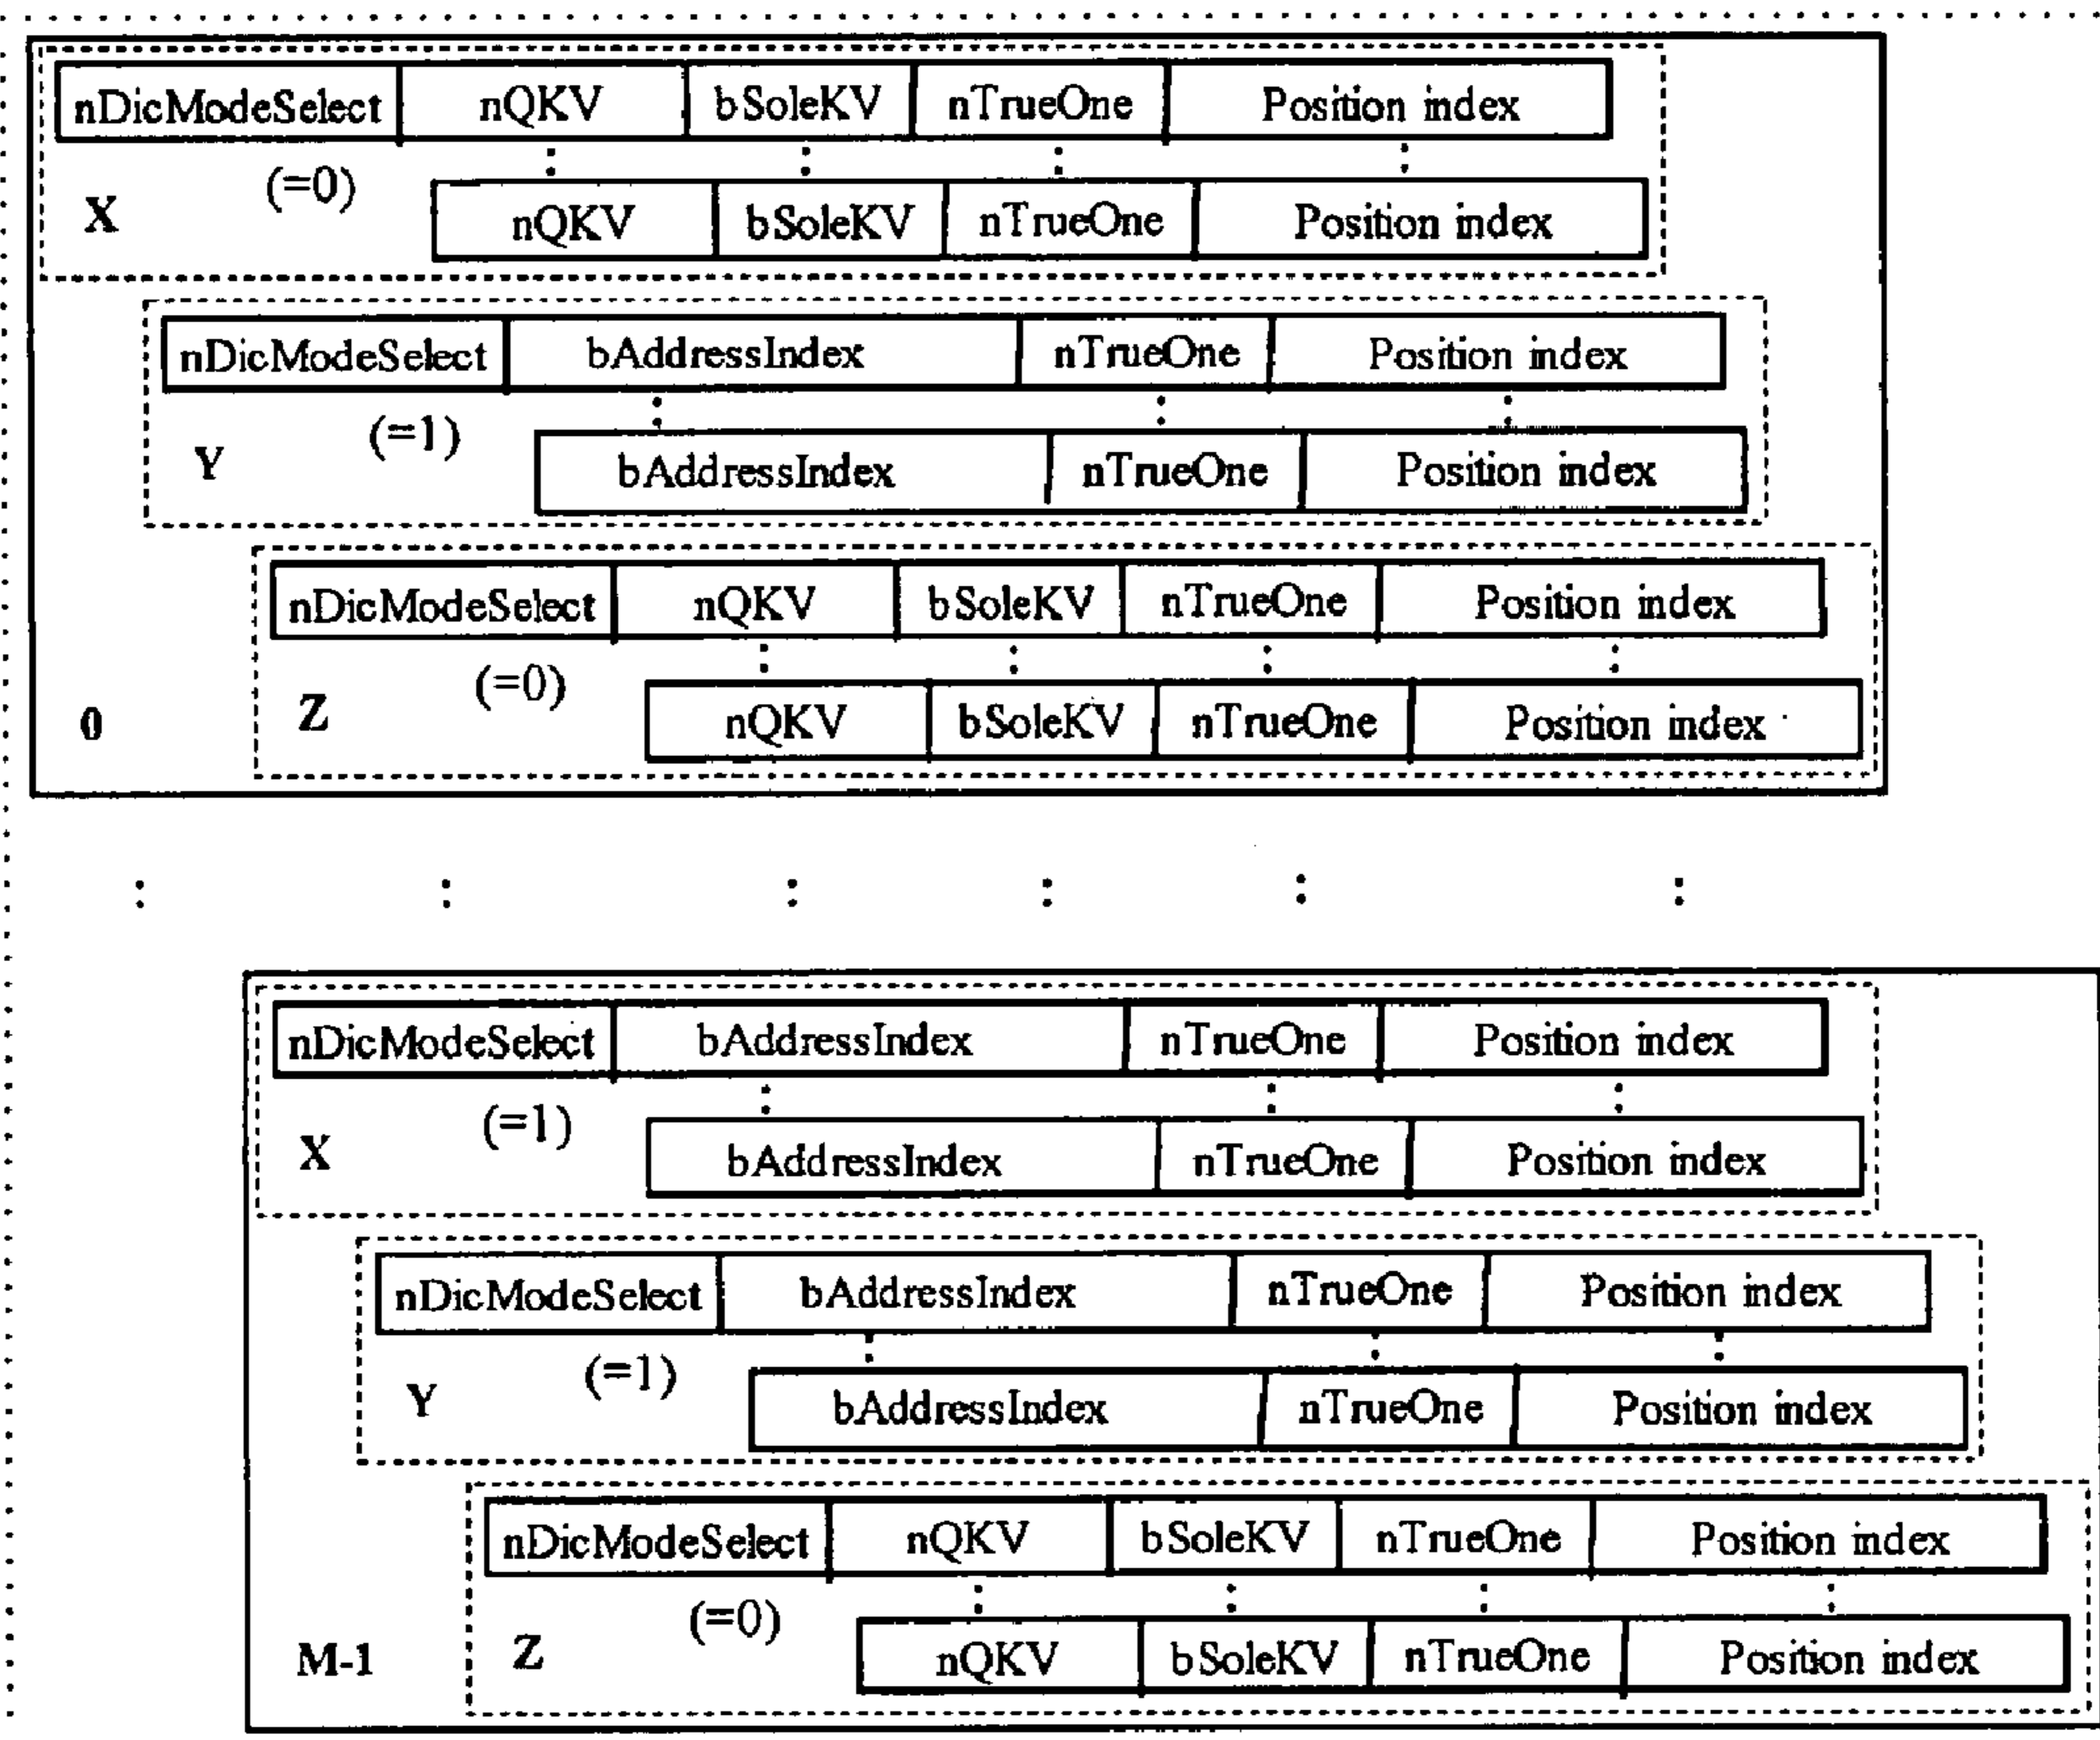 nDicModeSelect nQKV bSoleKV nTrueOne Position index
(=0)
X
nQKV bSoleKV nTrueOne Position index
nDicModeSelect bAddressIndex nTrueOne Position index
(=1)
Y
bAddressIndex nTrueOne Position index
nDicModeSelect nQKV bSoleKV nTrueOne Position index
(=0)
0 Z
nQKV bSoleKV nTrueOne Position index
nDicModeSelect bAddressIndex nTrueOne Position index
(=1)
X
bAddressIndex nTrueOne Position index
nDicModeSelect bAddressIndex nTrueOne Position index
(=1)
Y
bAddressIndex nTrueOne Position index
nDicModeSelect nQKV bSoleKV nTrueOne Position index
(=0)
M-1 Z
nQKV bSoleKV nTrueOne Position index